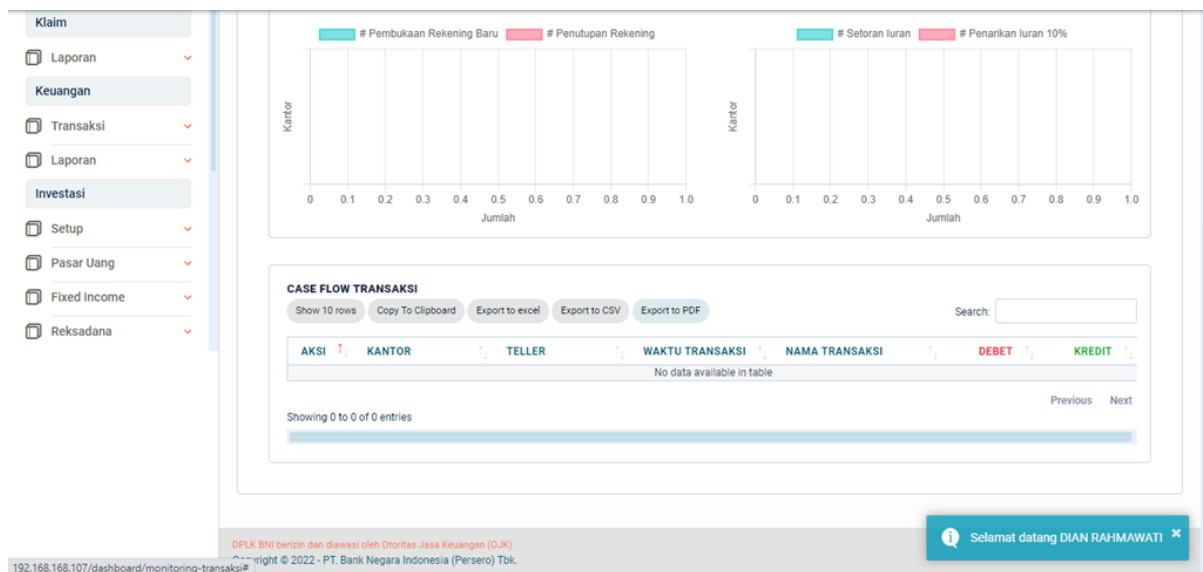 Klaim
Laporan
Keuangan
Transaksi
Laporan
Investasi
Setup
Pasar Uang
Fixed Income
Reksadana
# Pembukaan Rekening Baru # Penutupan Rekening
Kantor
0 0.1 0.2 0.3 0.4 0.5 0.6 0.7 0.8 0.9 1.0
Jumlah
# Setoran Iuran # Penarikan Iuran 10%
Kantor
0 0.1 0.2 0.3 0.4 0.5 0.6 0.7 0.8 0.9 1.0
Jumlah
CASE FLOW TRANSAKSI
Show 10 rows Copy To Clipboard Export to excel Export to CSV Export to PDF Search:
AKSI KANTOR TELLER WAKTU TRANSAKSI NAMA TRANSAKSI DEBET KREDIT
No data available in table
Previous Next
Showing 0 to 0 of 0 entries
Selamat datang DIAN RAHMAWATI ×
DPLK BNI berizin dan diawasi oleh Otoritas Jasa Keuangan (OJK)
© 2022 - PT. Bank Negara Indonesia (Persero) Tbk.
192.168.168.107/dashboard/monitoring-transaksi#